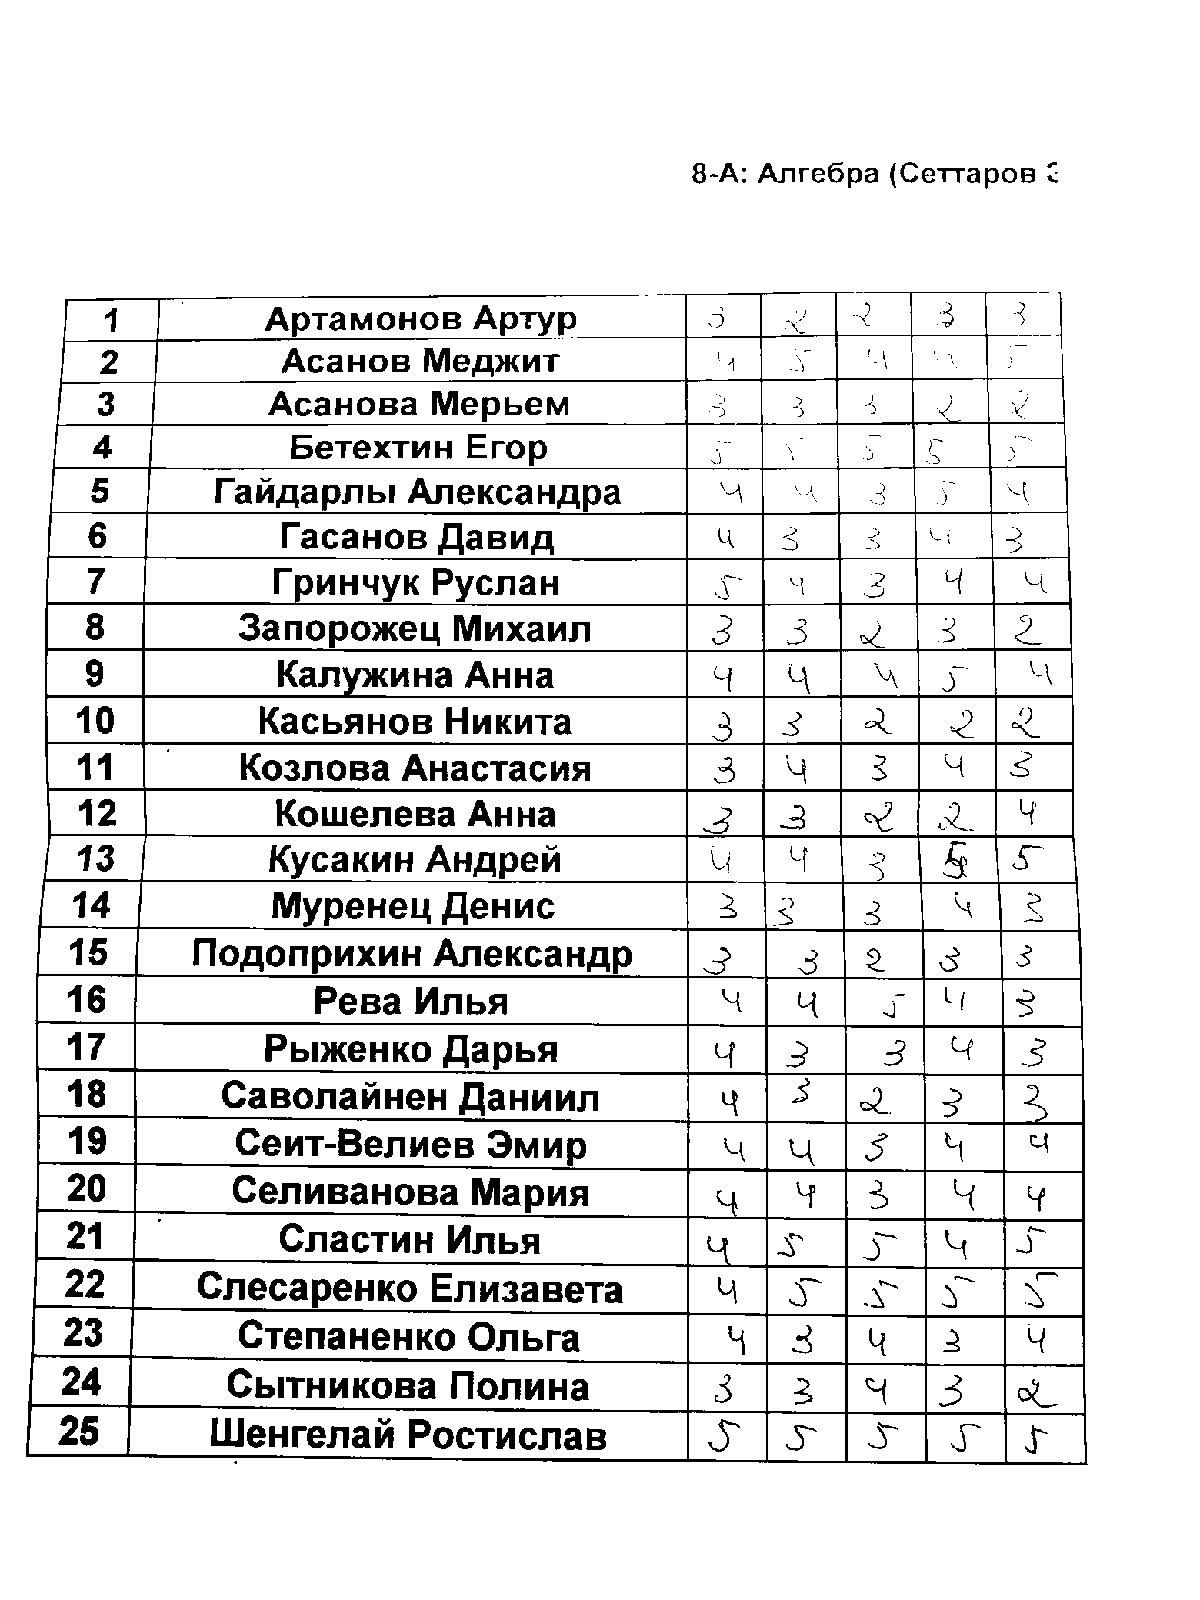 8-А: Алгебра (Сеттаров
1 Артамонов Артур 3 2 2 3 3
2 Асанов Меджит 4 5 4 4 5
3 Асанова Мерьем 3 3 3 2 2
4 Бетехтин Егор 5 5 5 5 5
5 Гайдарлы Александра 4 4 3 5 4
6 Гасанов Давид 4 3 3 4 3
7 Гринчук Руслан 5 4 3 4 4
8 Запорожец Михаил 3 3 2 3 2
9 Калужина Анна 4 4 4 5 4
10 Касьянов Никита 3 3 2 2 2
11 Козлова Анастасия 3 4 3 4 3
12 Кошелева Анна 3 3 2 2 4
13 Кусакин Андрей 4 4 3 5 5
14 Муренец Денис 3 3 3 4 3
15 Подоприхин Александр 3 3 2 3 3
16 Рева Илья 4 4 5 4 3
17 Рыженко Дарья 4 3 3 4 3
18 Саволайнен Даниил 4 3 2 3 3
19 Сеит-Велиев Эмир 4 4 3 4 4
20 Селиванова Мария 4 4 3 4 4
21 Сластин Илья 4 5 5 4 5
22 Слесаренко Елизавета 4 5 5 5 5
23 Степаненко Ольга 4 3 4 3 4
24 Сытникова Полина 3 3 4 3 2
25 Шенгелай Ростислав 5 5 5 5 5